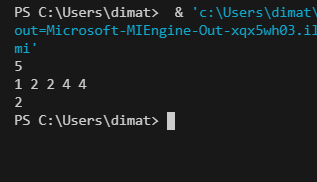 PS C:\Users\dimat>  & 'c:\Users\dimat\
out=Microsoft-MIEngine-Out-xqx5wh03.il
mi'
5
1 2 2 4 4
2
PS C:\Users\dimat>